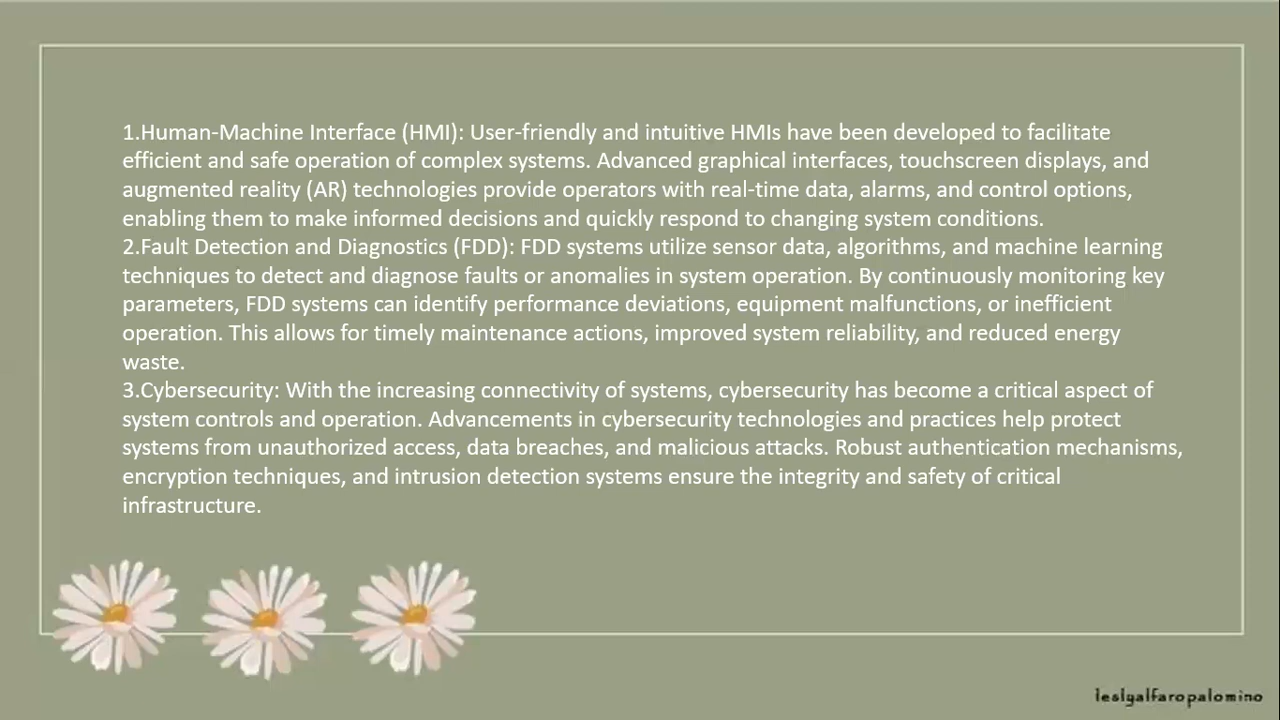 1.Human-Machine Interface (HMI): User-friendly and intuitive HMIs have been developed to facilitate
efficient and safe operation of complex systems. Advanced graphical interfaces, touchscreen displays, and
augmented reality (AR) technologies provide operators with real-time data, alarms, and control options,
enabling them to make informed decisions and quickly respond to changing system conditions.
2.Fault Detection and Diagnostics (FDD): FDD systems utilize sensor data, algorithms, and machine learning
techniques to detect and diagnose faults or anomalies in system operation. By continuously monitoring key
parameters, FDD systems can identify performance deviations, equipment malfunctions, or inefficient
operation. This allows for timely maintenance actions, improved system reliability, and reduced energy
waste.
3.Cybersecurity: With the increasing connectivity of systems, cybersecurity has become a critical aspect of
system controls and operation. Advancements in cybersecurity technologies and practices help protect
systems from unauthorized access, data breaches, and malicious attacks. Robust authentication mechanisms,
encryption techniques, and intrusion detection systems ensure the integrity and safety of critical
infrastructure.
leslyalfaropalomino